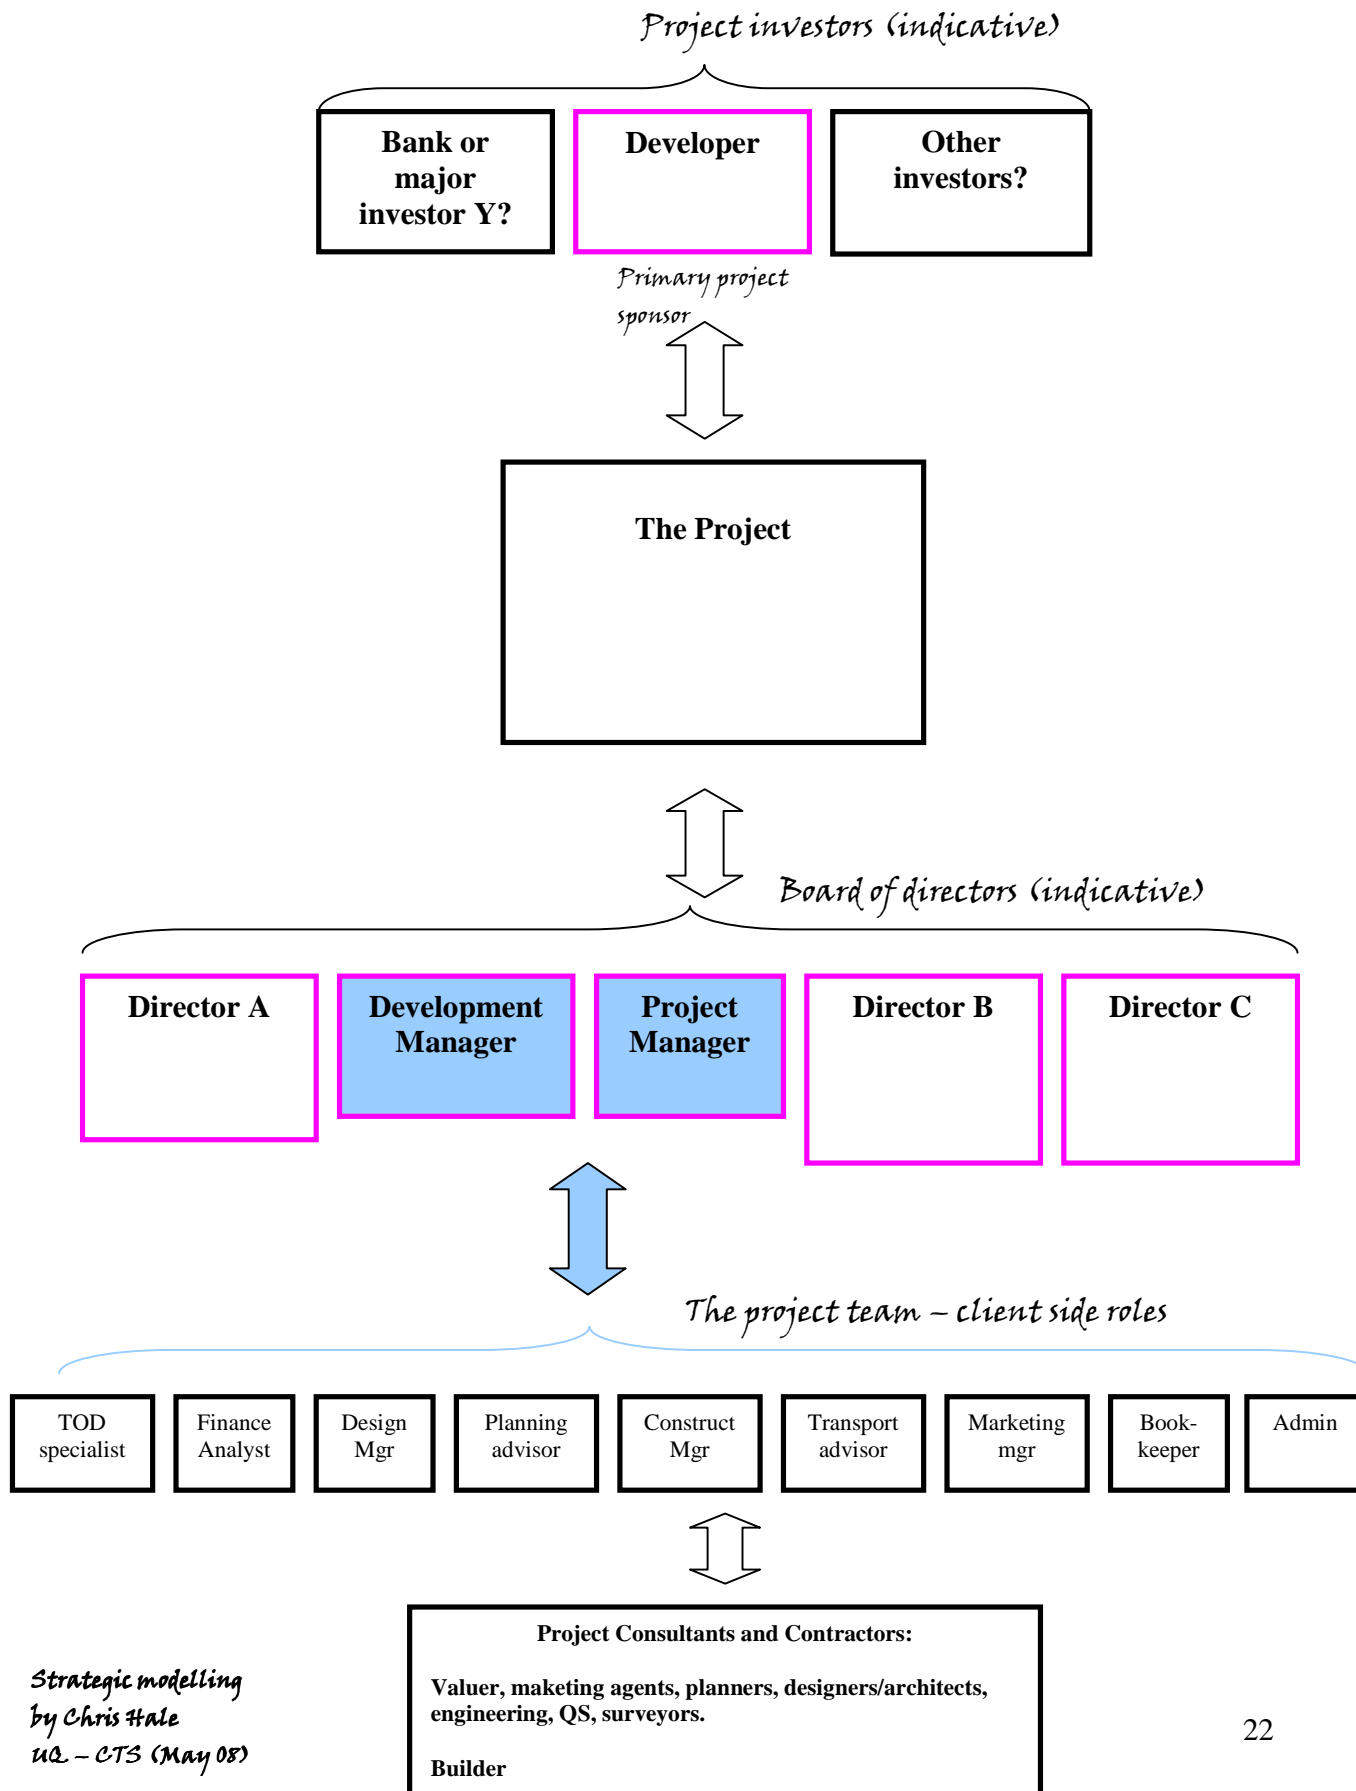 Project investors (indicative)
Bank or
major
investor Y?
Developer
Other
investors?
Primary project
sponsor
The Project
Board of directors (indicative)
Director A
Development
Manager
Project
Manager
Director B
Director C
The project team – client side roles
TOD
specialist
Finance
Analyst
Design
Mgr
Planning
advisor
Construct
Mgr
Transport
advisor
Marketing
mgr
Book-
keeper
Admin
Project Consultants and Contractors:
Valuer, maketing agents, planners, designers/architects,
engineering, QS, surveyors.
Builder
Strategic modelling
by Chris Hale
UQ – CTS (May 08)
22